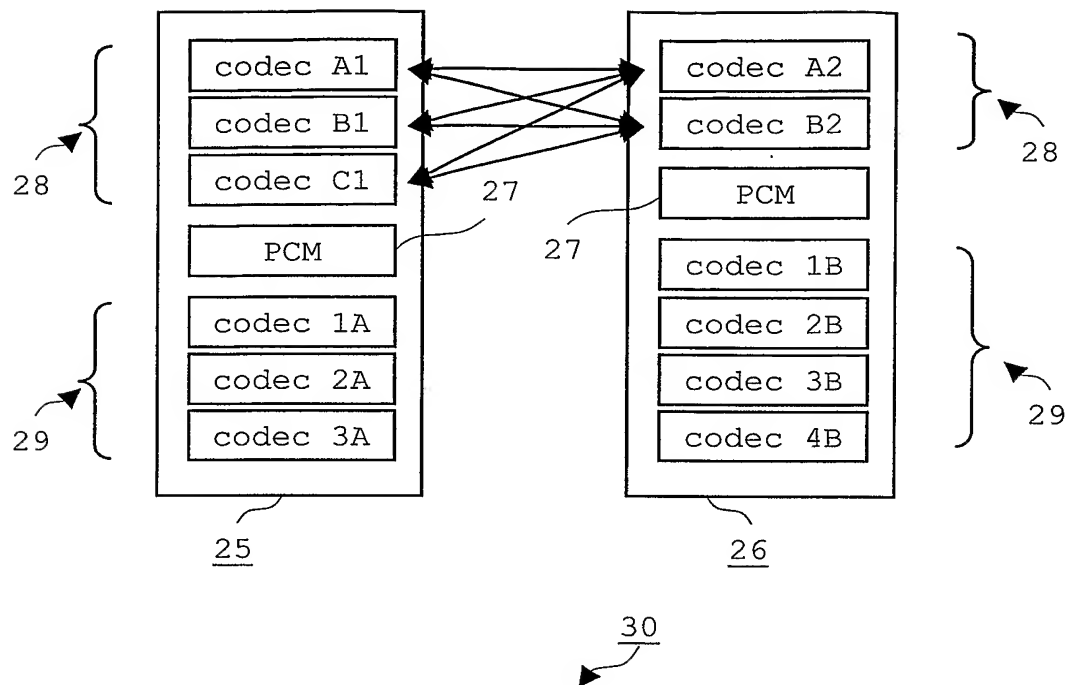 codec A1
codec B1
codec C1
PCM
codec 1A
codec 2A
codec 3A
28
29
27
25
codec A2
codec B2
PCM
codec 1B
codec 2B
codec 3B
codec 4B
28
27
29
26
30